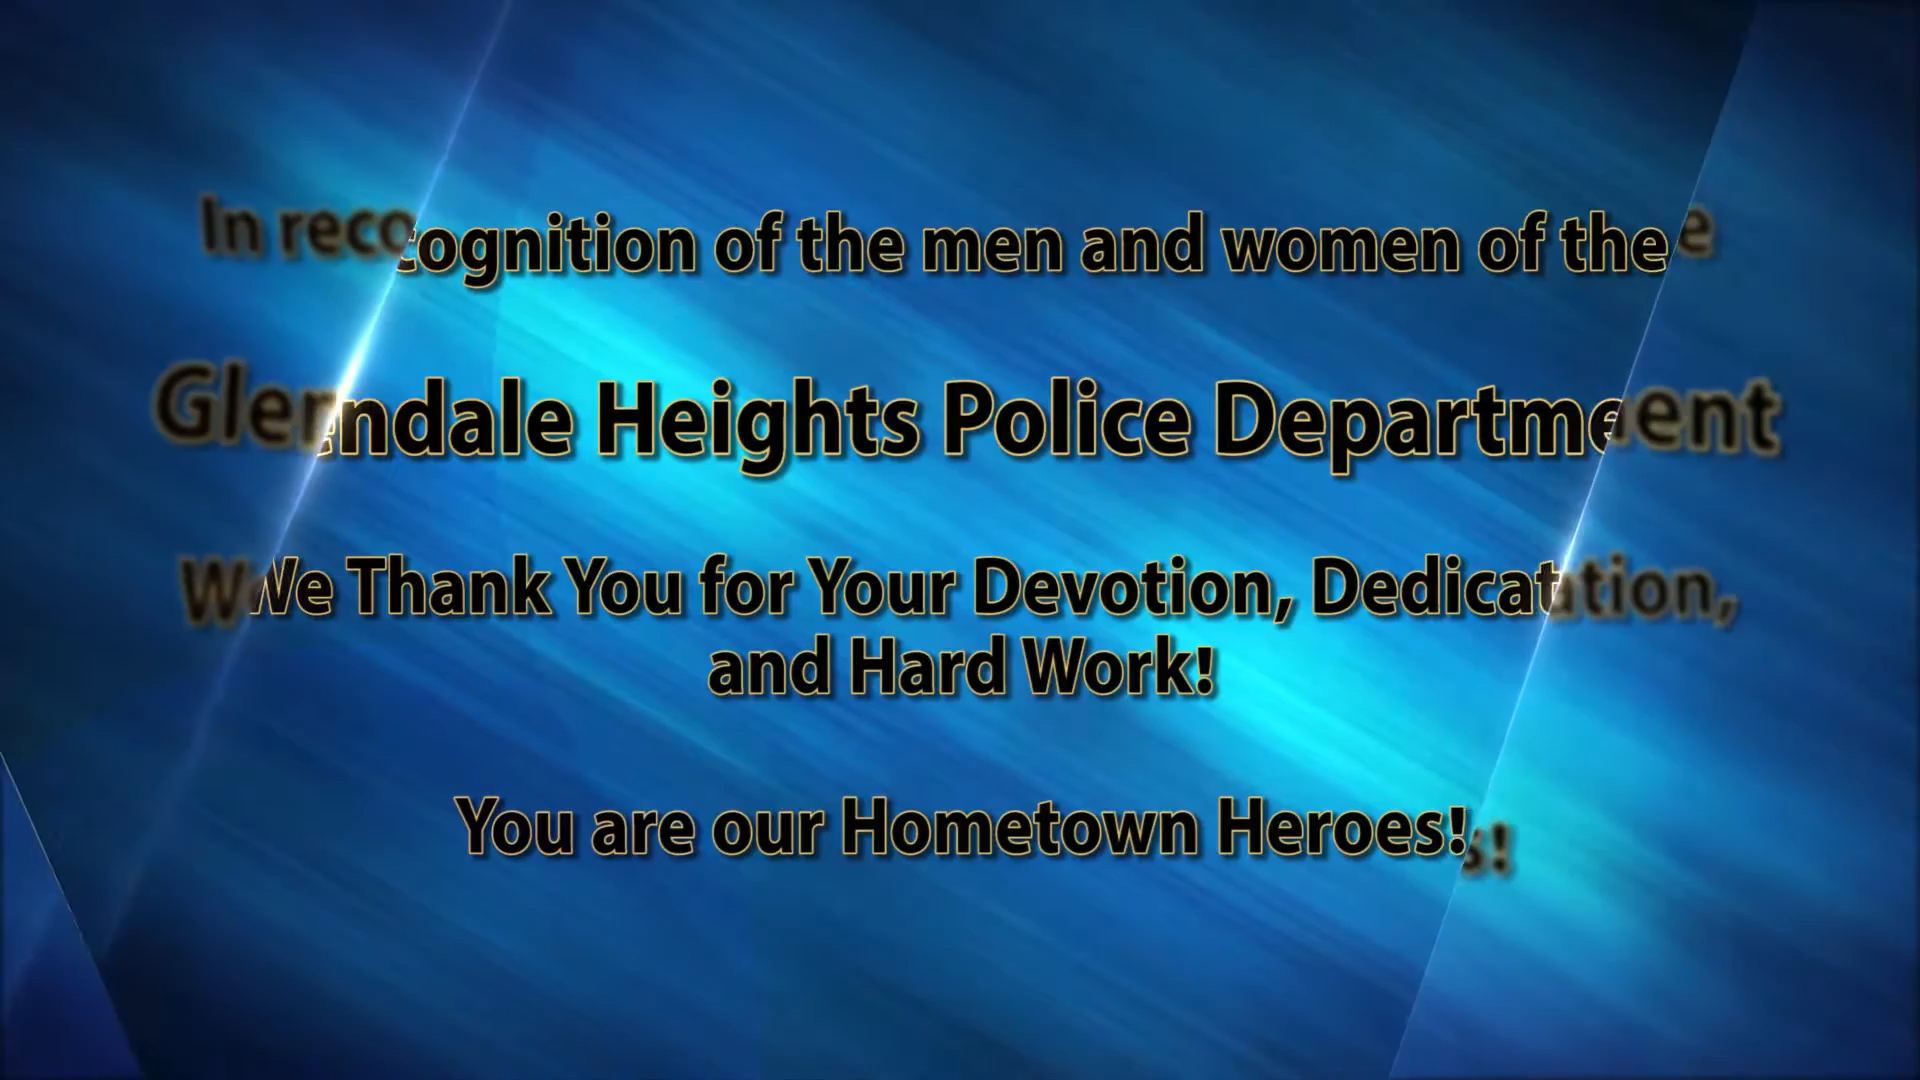 In recognition of the men and women of the
Glendale Heights Police Department
We Thank You for Your Devotion, Dedication,
and Hard Work!
You are our Hometown Heroes!